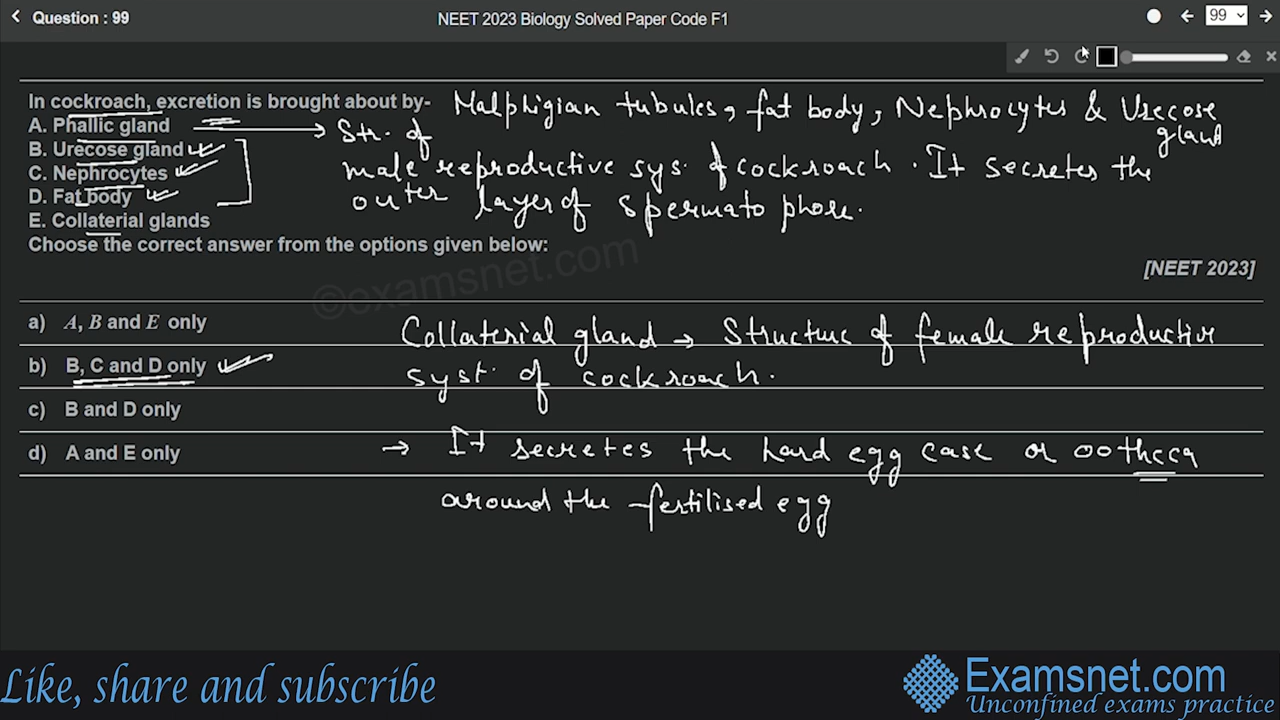 Question : 99
NEET 2023 Biology Solved Paper Code F1
99
In cockroach, excretion is brought about by- Malphigian tubules, fat body, Nephrocytes & Urecose gland
A. Phallic gland → Str. of
B. Urecose gland
male reproductive sys. of cockroach. It secretes the
C. Nephrocytes
D. Fat body
outer layer of spermatophore.
E. Collaterial glands
Choose the correct answer from the options given below:
©examsnet.com
[NEET 2023]
a) A, B and E only
Collaterial gland → Structure of female reproductive
b) B, C and D only
syst. of cockroach.
c) B and D only
d) A and E only
→ It secretes the hard egg case or ootheca
around the fertilised egg
Like, share and subscribe
Examsnet.com
Unconfined exams practice